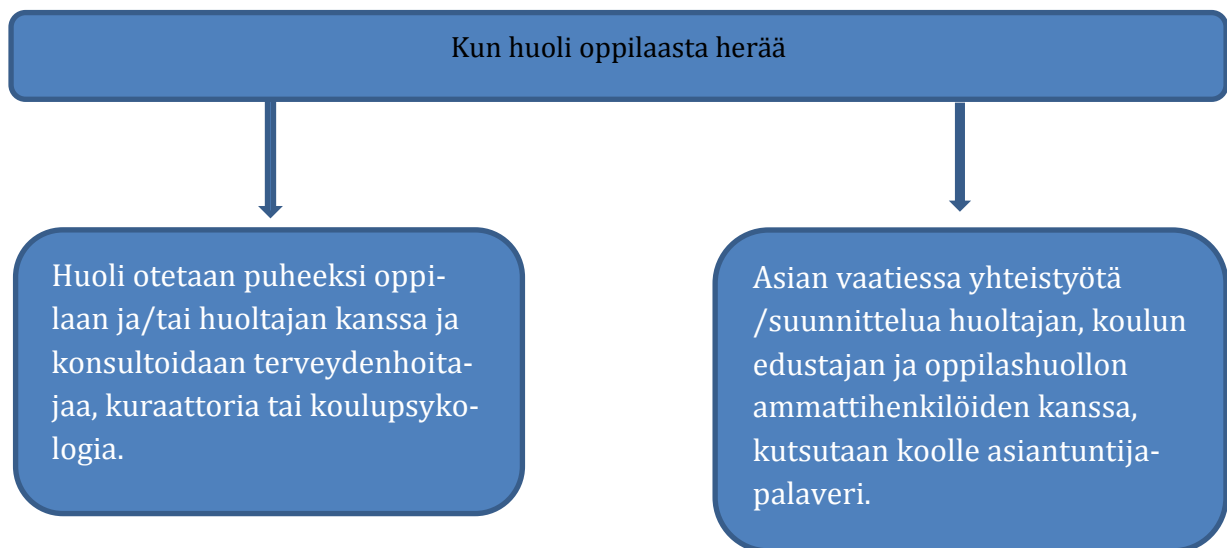 Kun huoli oppilaasta herää
Huoli otetaan puheeksi oppi-
laan ja/tai huoltajan kanssa ja
konsultoidaan terveydenhoita-
jaa, kuraattoria tai koulupsyko-
logia.
Asian vaatiessa yhteistyötä
/suunnittelua huoltajan, koulun
edustajan ja oppilashuollon
ammattihenkilöiden kanssa,
kutsutaan koolle asiantuntija-
palaveri.